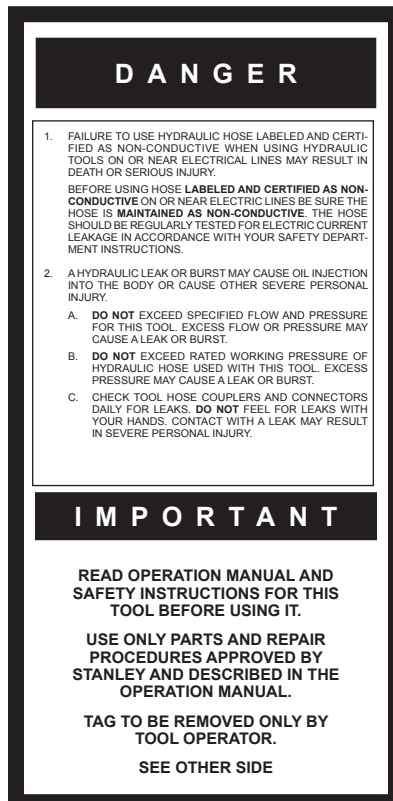 DANGER
1. FAILURE TO USE HYDRAULIC HOSE LABELED AND CERTI-
FIED AS NON-CONDUCTIVE WHEN USING HYDRAULIC
TOOLS ON OR NEAR ELECTRICAL LINES MAY RESULT IN
DEATH OR SERIOUS INJURY.
BEFORE USING HOSE LABELED AND CERTIFIED AS NON-
CONDUCTIVE ON OR NEAR ELECTRIC LINES BE SURE THE
HOSE IS MAINTAINED AS NON-CONDUCTIVE. THE HOSE
SHOULD BE REGULARLY TESTED FOR ELECTRIC CURRENT
LEAKAGE IN ACCORDANCE WITH YOUR SAFETY DEPART-
MENT INSTRUCTIONS.
2. A HYDRAULIC LEAK OR BURST MAY CAUSE OIL INJECTION
INTO THE BODY OR CAUSE OTHER SEVERE PERSONAL
INJURY.
A. DO NOT EXCEED SPECIFIED FLOW AND PRESSURE
FOR THIS TOOL. EXCESS FLOW OR PRESSURE MAY
CAUSE A LEAK OR BURST.
B. DO NOT EXCEED RATED WORKING PRESSURE OF
HYDRAULIC HOSE USED WITH THIS TOOL. EXCESS
PRESSURE MAY CAUSE A LEAK OR BURST.
C. CHECK TOOL HOSE COUPLERS AND CONNECTORS
DAILY FOR LEAKS. DO NOT FEEL FOR LEAKS WITH
YOUR HANDS. CONTACT WITH A LEAK MAY RESULT
IN SEVERE PERSONAL INJURY.
IMPORTANT
READ OPERATION MANUAL AND
SAFETY INSTRUCTIONS FOR THIS
TOOL BEFORE USING IT.
USE ONLY PARTS AND REPAIR
PROCEDURES APPROVED BY
STANLEY AND DESCRIBED IN THE
OPERATION MANUAL.
TAG TO BE REMOVED ONLY BY
TOOL OPERATOR.
SEE OTHER SIDE